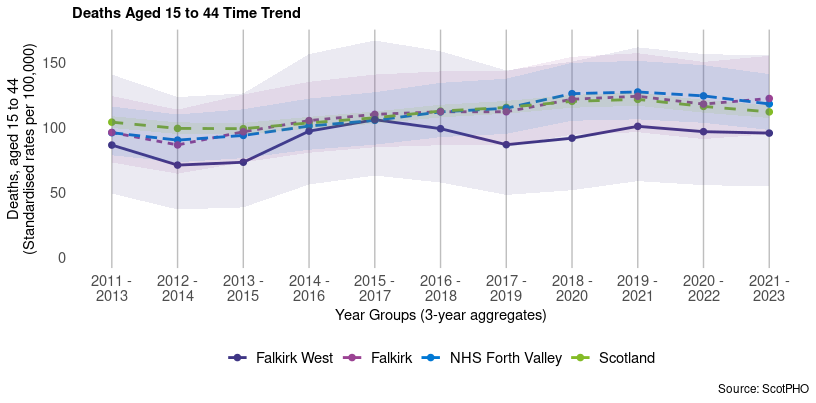 Deaths Aged 15 to 44 Time Trend
Deaths, aged 15 to 44
(Standardised rates per 100,000)
150
100
50
0
2011 - 2012 - 2013 - 2014 - 2015 - 2016 - 2017 - 2018 - 2019 - 2020 - 2021 -
2013 2014 2015 2016 2017 2018 2019 2020 2021 2022 2023
Year Groups (3-year aggregates)
Falkirk West Falkirk NHS Forth Valley Scotland
Source: ScotPHO